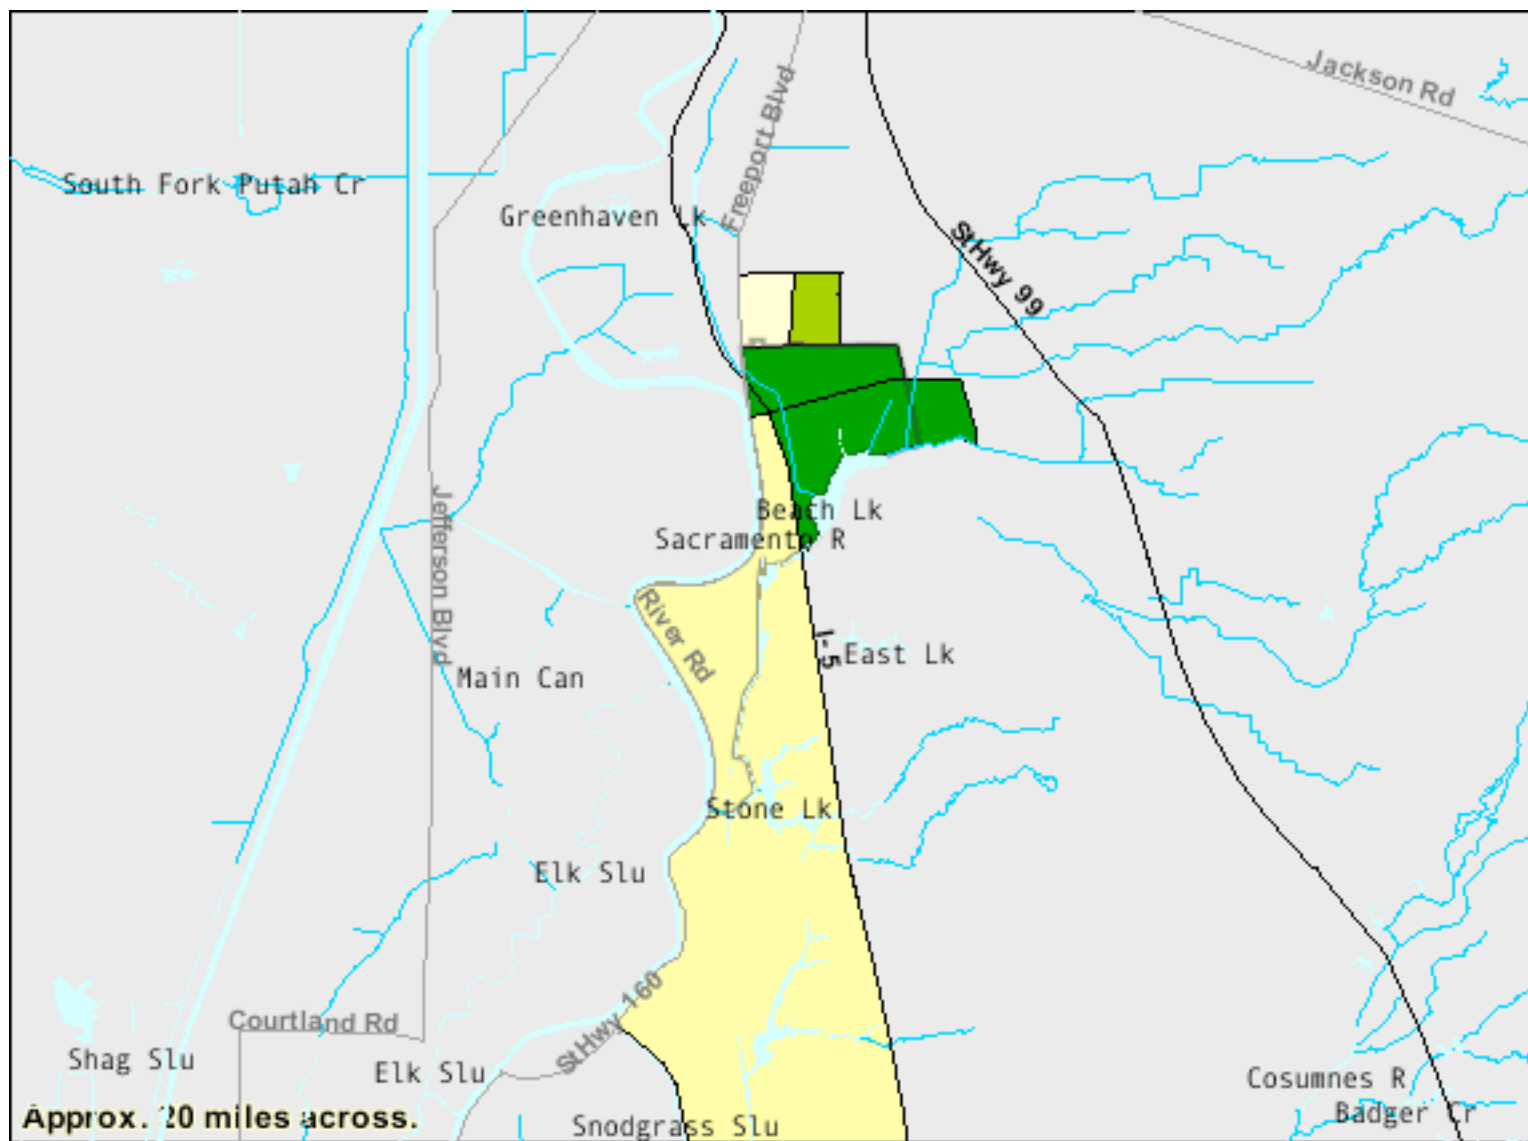 Jackson Rd
Freeport Blvd
South Fork Putah Cr
Greenhaven Lk
St Hwy 99
Jefferson Blvd
Beach Lk
Sacramento R
River Rd
I-5
East Lk
Main Can
Stone Lk
Elk Slu
St Hwy 160
Courtland Rd
Shag Slu
Elk Slu
Cosumnes R
Badger Cr
Approx. 20 miles across.
Snodgrass Slu